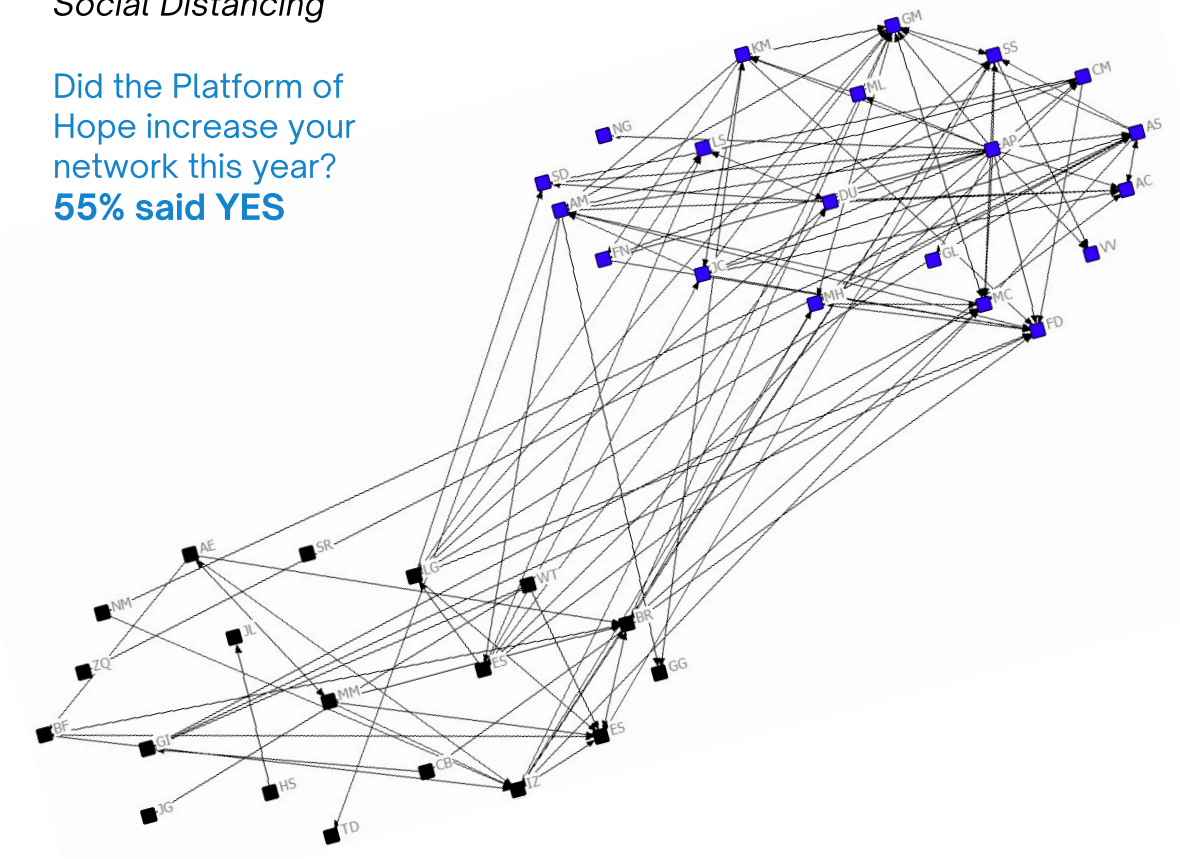 Social Distancing
Did the Platform of
Hope increase your
network this year?
55% said YES
GM
KM
SS
CM
ML
NG
LS
AP
AS
SD
AC
AM
DU
FN
GL
VV
JC
MH
MC
FD
AE
SR
LG
WT
NM
BR
JL
ES
GG
ZQ
MM
BF
GI
ES
CB
IZ
HS
JG
TD